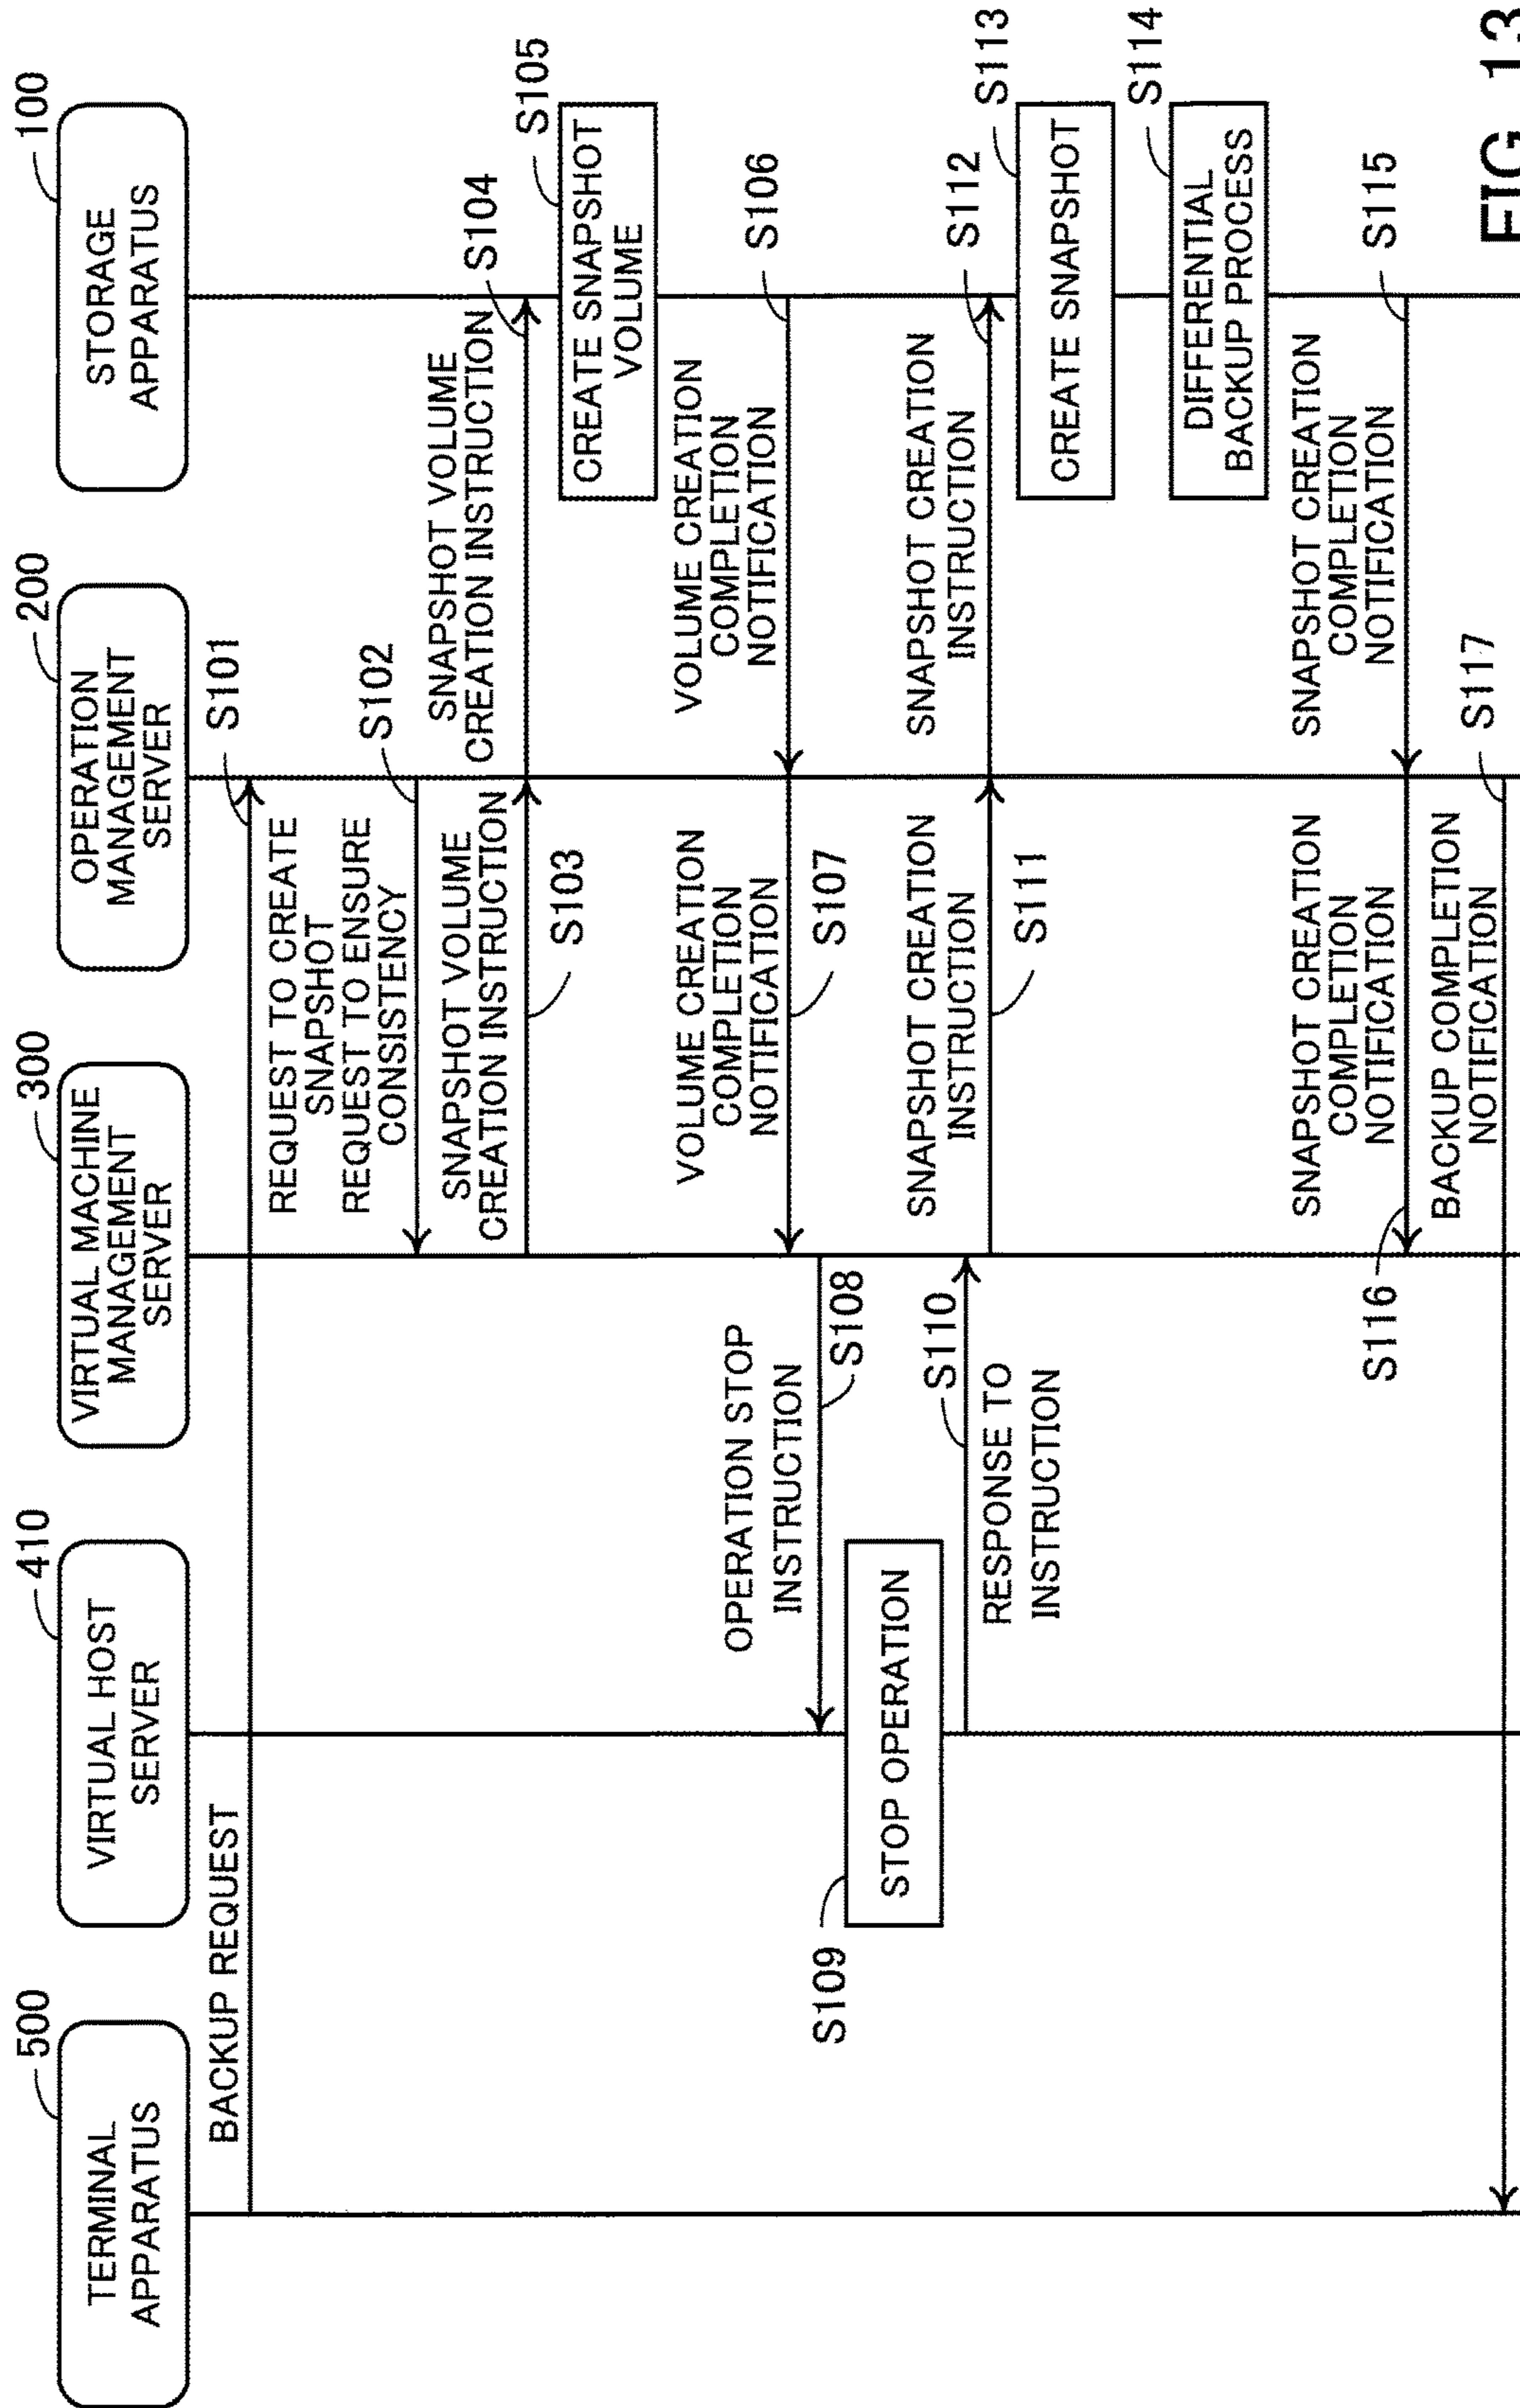 500
TERMINAL
APPARATUS
410
VIRTUAL HOST
SERVER
300
VIRTUAL MACHINE
MANAGEMENT
SERVER
200
OPERATION
MANAGEMENT
SERVER
100
STORAGE
APPARATUS
BACKUP REQUEST
S101
REQUEST TO CREATE
SNAPSHOT
REQUEST TO ENSURE
CONSISTENCY
S102
SNAPSHOT VOLUME
CREATION INSTRUCTION
S103
SNAPSHOT VOLUME
CREATION INSTRUCTION
S104
S105
CREATE SNAPSHOT
VOLUME
VOLUME CREATION
COMPLETION
NOTIFICATION
S106
VOLUME CREATION
COMPLETION
NOTIFICATION
S107
OPERATION STOP
INSTRUCTION
S108
S109
STOP OPERATION
S110
RESPONSE TO
INSTRUCTION
SNAPSHOT CREATION
INSTRUCTION
S111
SNAPSHOT CREATION
INSTRUCTION
S112
S113
CREATE SNAPSHOT
S114
DIFFERENTIAL
BACKUP PROCESS
SNAPSHOT CREATION
COMPLETION
NOTIFICATION
S115
SNAPSHOT CREATION
COMPLETION
NOTIFICATION
S116
BACKUP COMPLETION
NOTIFICATION
S117
FIG. 13